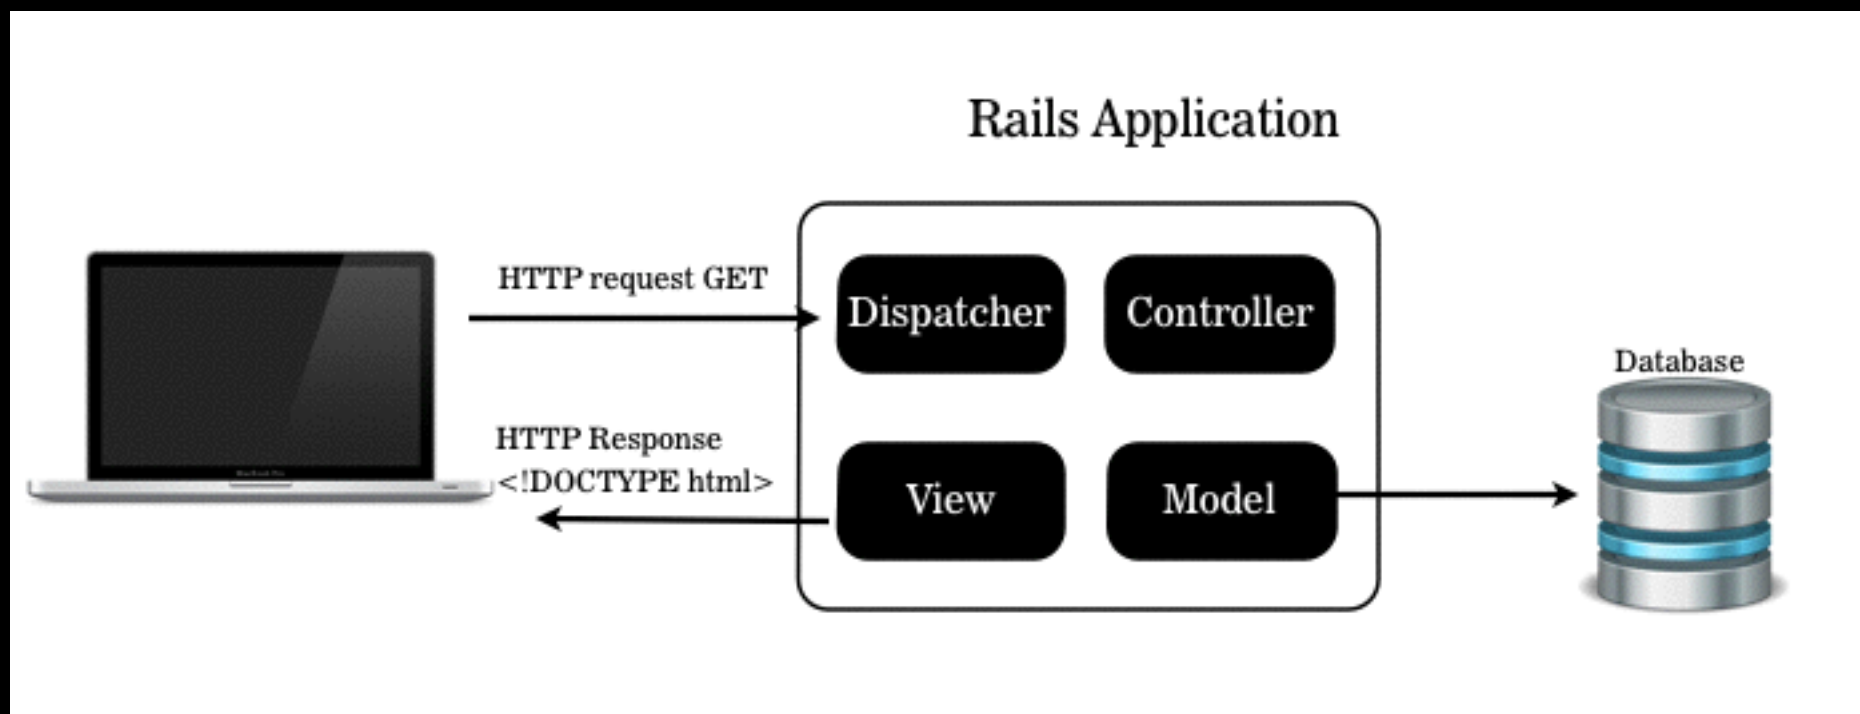 Rails Application
HTTP request GET
Dispatcher
Controller
Database
HTTP Response
<!DOCTYPE html>
View
Model